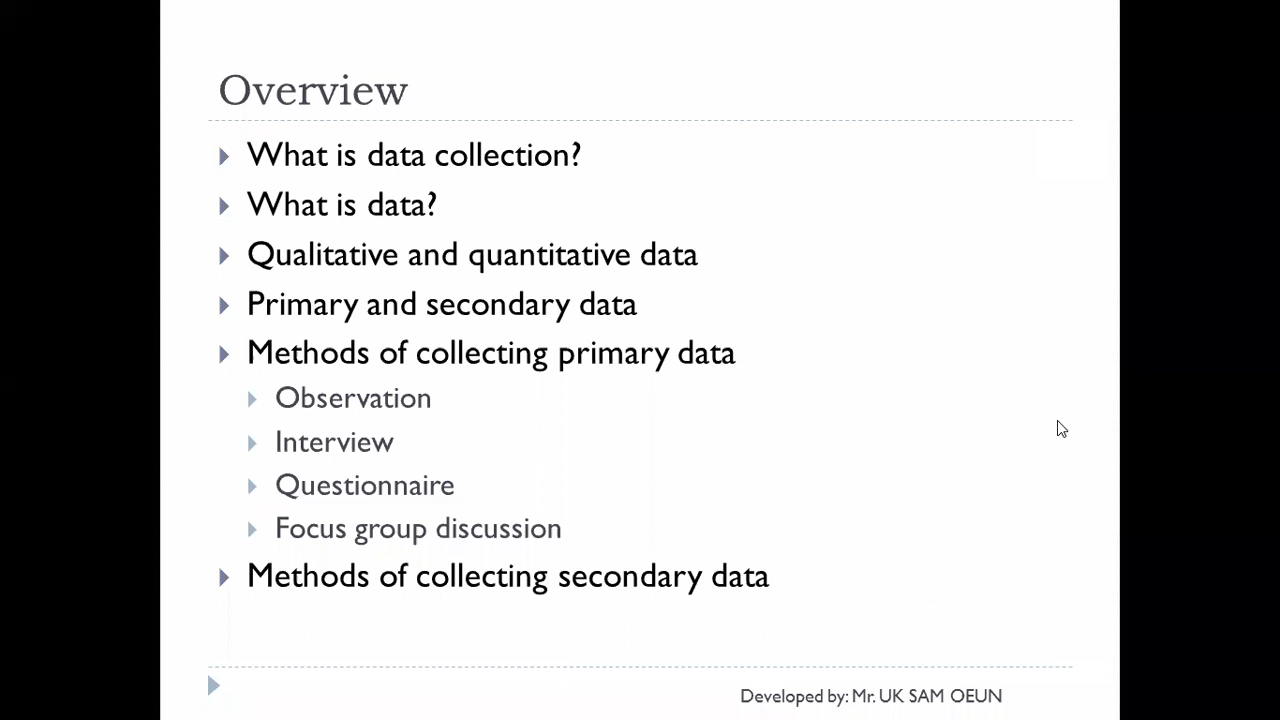 Overview
What is data collection?
What is data?
Qualitative and quantitative data
Primary and secondary data
Methods of collecting primary data
Observation
Interview
Questionnaire
Focus group discussion
Methods of collecting secondary data
Developed by: Mr. UK SAM OEUN